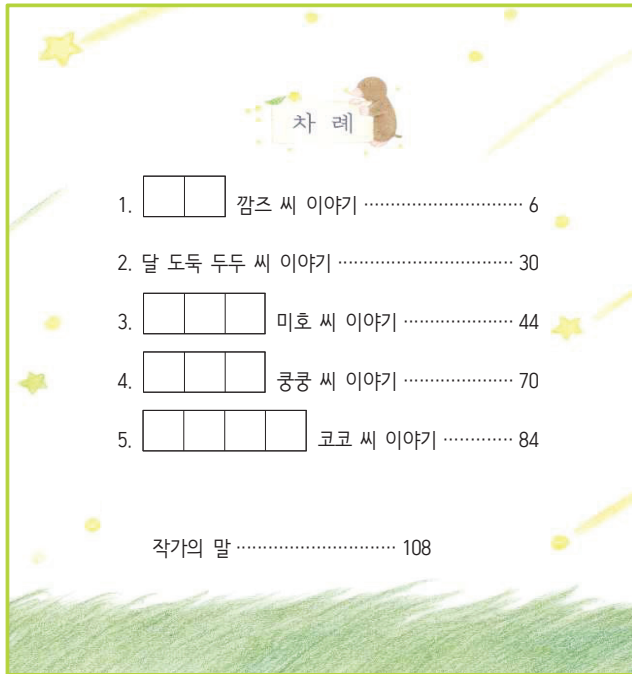 차 례
1. 깜즈 씨 이야기 ······························ 6
2. 달 도둑 두두 씨 이야기 ································· 30
3. 미호 씨 이야기 ····················· 44
4. 쿵쿵 씨 이야기 ····················· 70
5. 코코 씨 이야기 ············· 84
작가의 말 ······························ 108